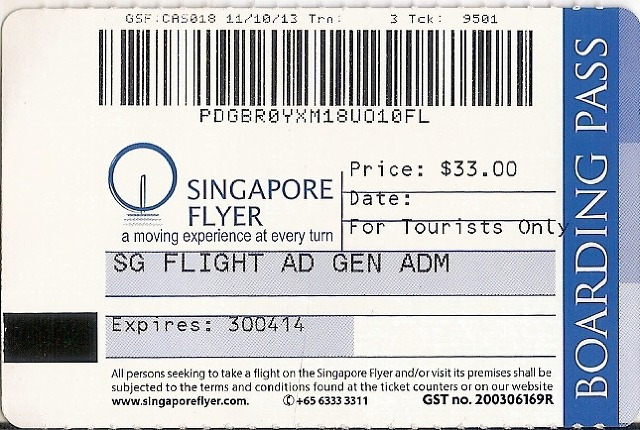 GSF:CAS018 11/10/13 Trn: 3 Tck: 9501
PDGBR0YXM18UO10FL
SINGAPORE
FLYER
a moving experience at every turn
Price: $33.00
Date:
For Tourists Only
SG FLIGHT AD GEN ADM
Expires: 300414
All persons seeking to take a flight on the Singapore Flyer and/or visit its premises shall be
subjected to the terms and conditions found at the ticket counters or on our website
www.singaporeflyer.com. ✆+65 6333 3311 GST no. 200306169R
BOARDING PASS